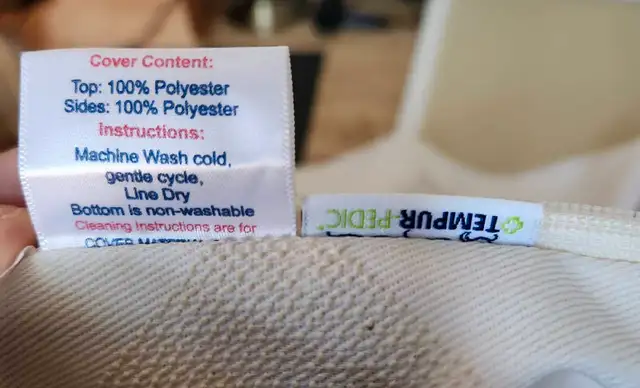 Cover Content:
Top: 100% Polyester
Sides: 100% Polyester
Instructions:
Machine Wash cold,
gentle cycle,
Line Dry
Bottom is non-washable
Cleaning Instructions are for
COVER
TEMPUR-PEDIC